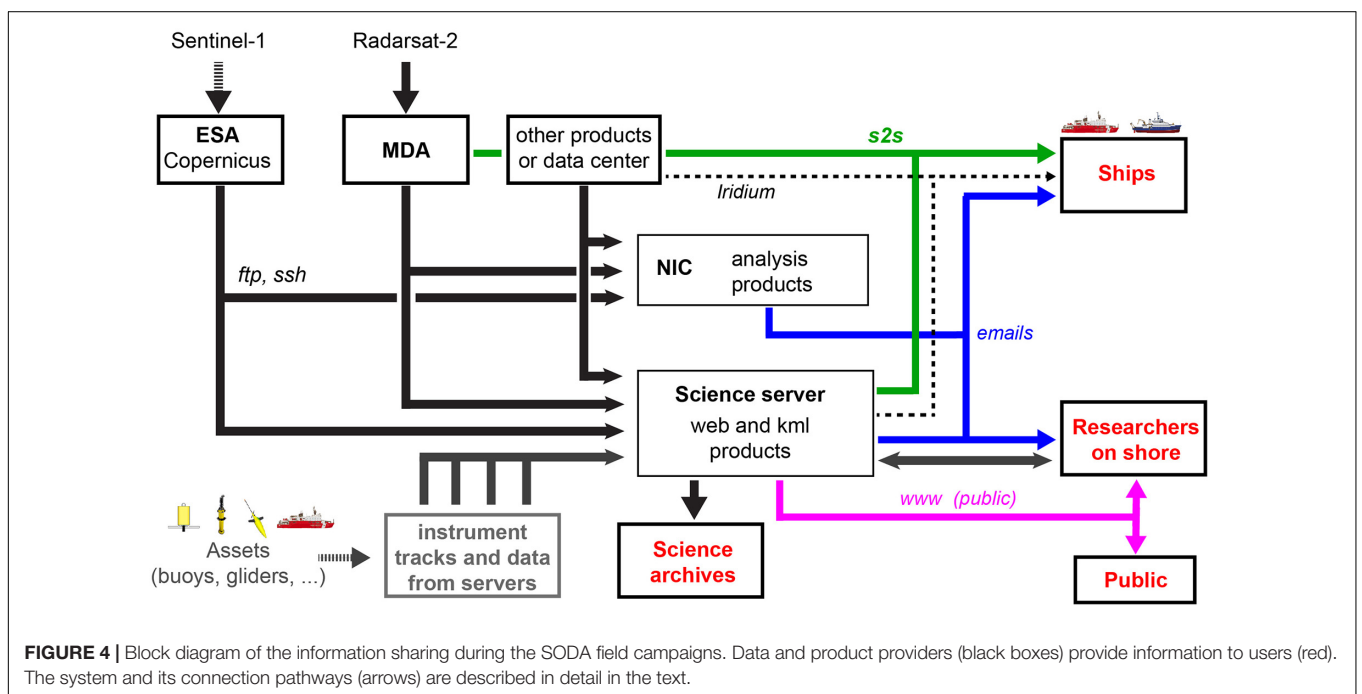 Sentinel-1
Radarsat-2
ESA
Copernicus
MDA
other products
or data center
s2s
Iridium
Ships
ftp, ssh
NIC
analysis
products
emails
Science server
web and kml
products
Researchers
on shore
www (public)
Assets
(buoys, gliders, ...)
instrument
tracks and data
from servers
Science
archives
Public
FIGURE 4 | Block diagram of the information sharing during the SODA field campaigns. Data and product providers (black boxes) provide information to users (red).
The system and its connection pathways (arrows) are described in detail in the text.